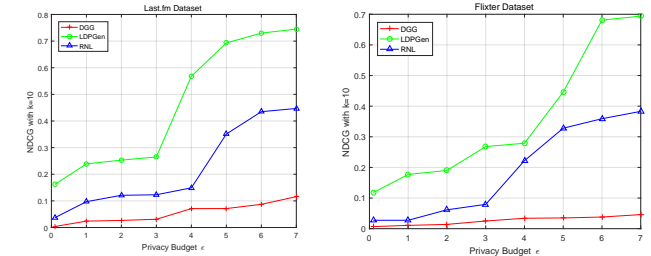 Last.fm Dataset
0.8
0.7
0.6
0.5
0.4
0.3
0.2
0.1
0
NDCG with k=10
DGG
LDPGen
RNL
0 1 2 3 4 5 6 7
Privacy Budget ϵ
Flixter Dataset
0.7
0.6
0.5
0.4
0.3
0.2
0.1
0
NDCG with k=10
DGG
LDPGen
RNL
0 1 2 3 4 5 6 7
Privacy Budget ϵ